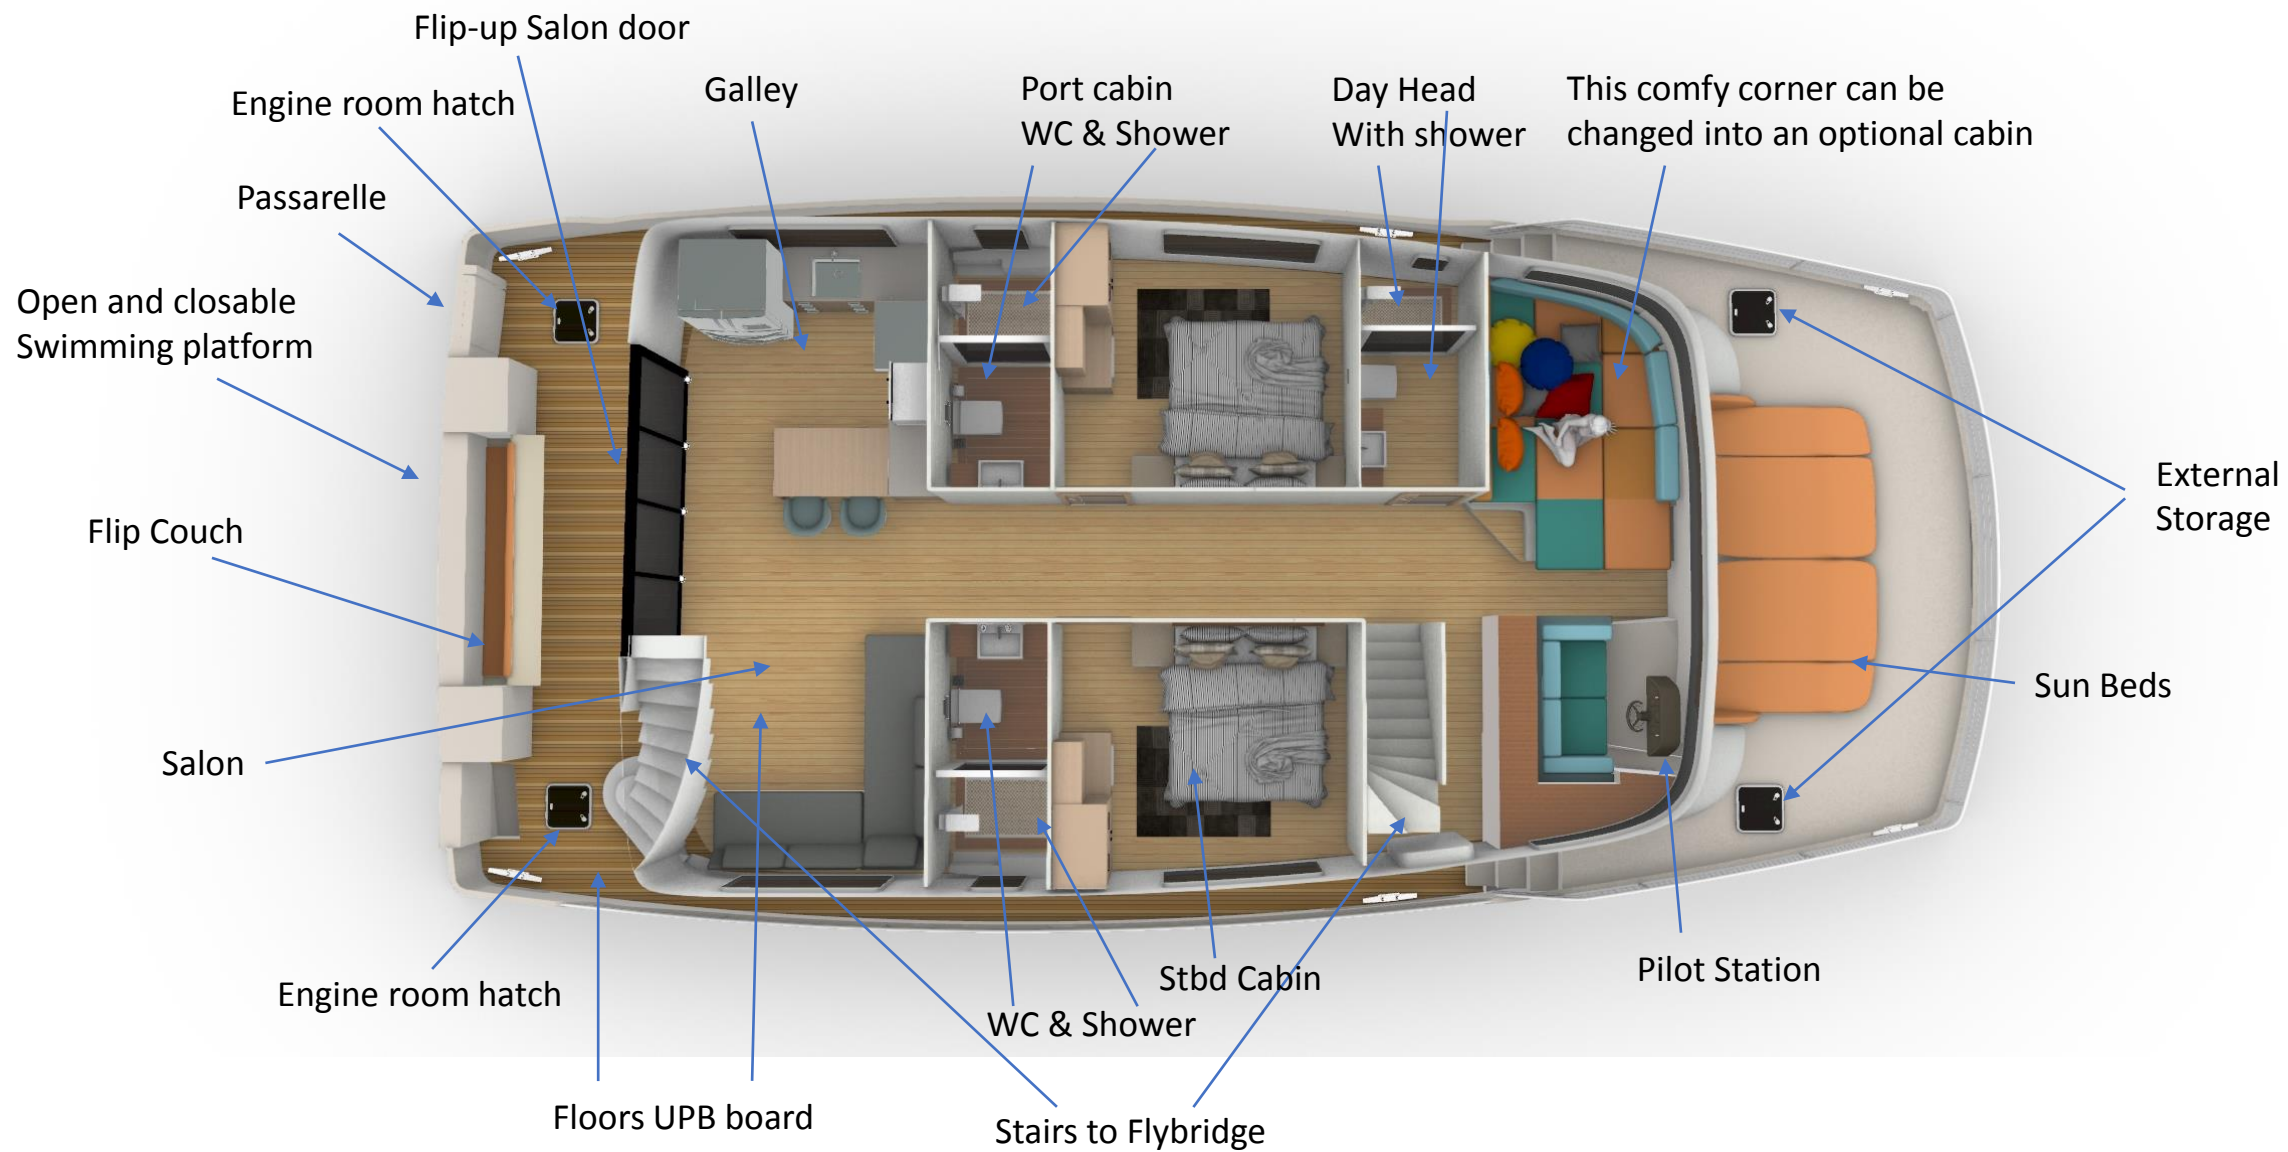 Flip-up Salon door
Engine room hatch
Galley
Port cabin
WC & Shower
Day Head
With shower
This comfy corner can be
changed into an optional cabin
Passarelle
Open and closable
Swimming platform
Flip Couch
External
Storage
Sun Beds
Salon
Pilot Station
Stbd Cabin
Engine room hatch
WC & Shower
Floors UPB board
Stairs to Flybridge